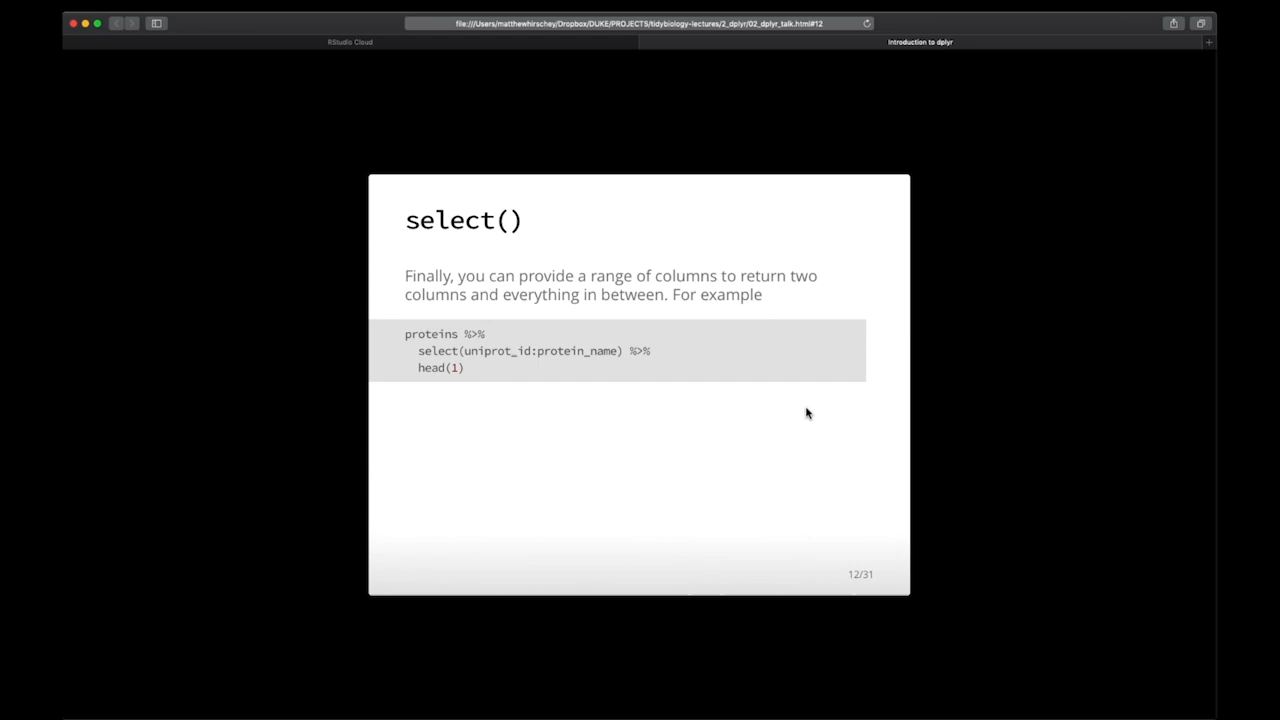 file:///Users/matthewhirschey/Dropbox/DUKE/PROJECTS/tidybiology-lectures/2_dplyr/02_dplyr_talk.html#12
RStudio Cloud
Introduction to dplyr
select()
Finally, you can provide a range of columns to return two
columns and everything in between. For example
proteins %>%
select(uniprot_id:protein_name) %>%
head(1)
12/31